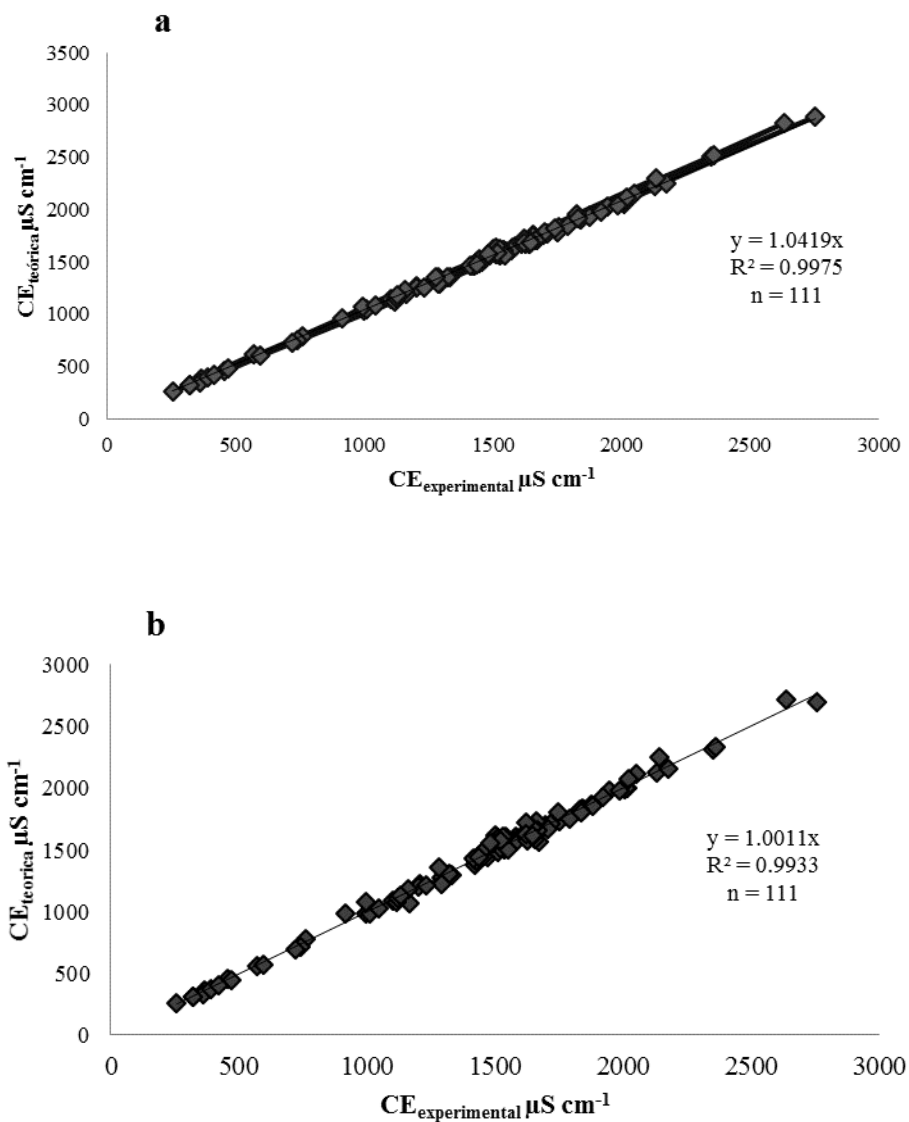 a
3500
3000
2500
2000
1500
1000
500
0
CEteórica µS cm-1
y = 1.0419x
R² = 0.9975
n = 111
0 500 1000 1500 2000 2500 3000
CEexperimental µS cm-1
b
3000
2500
2000
1500
1000
500
0
CEteorica µS cm-1
y = 1.0011x
R² = 0.9933
n = 111
0 500 1000 1500 2000 2500 3000
CEexperimental µS cm-1